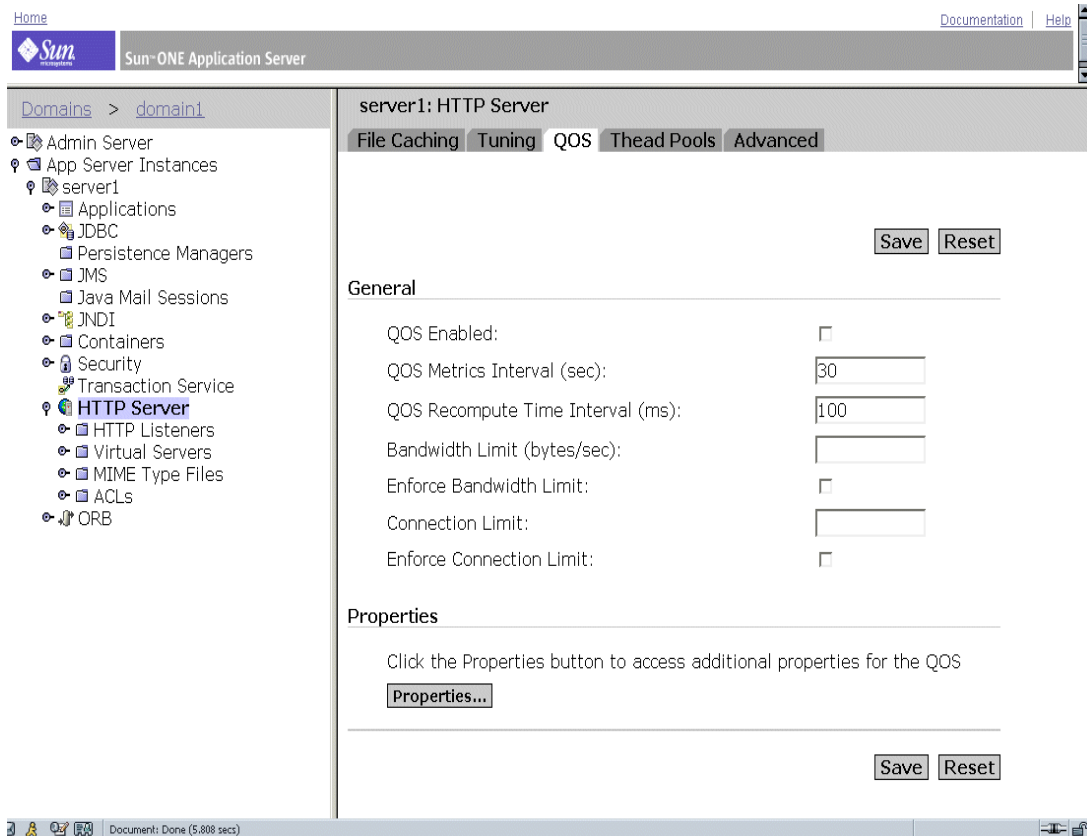 Home
Documentation | Help
Sun microsystems
Sun™ ONE Application Server
Domains > domain1
Admin Server
App Server Instances
server1
Applications
JDBC
Persistence Managers
JMS
Java Mail Sessions
JNDI
Containers
Security
Transaction Service
HTTP Server
HTTP Listeners
Virtual Servers
MIME Type Files
ACLs
ORB
server1: HTTP Server
File Caching Tuning QOS Thead Pools Advanced
Save Reset
General
QOS Enabled:
QOS Metrics Interval (sec): 30
QOS Recompute Time Interval (ms): 100
Bandwidth Limit (bytes/sec):
Enforce Bandwidth Limit:
Connection Limit:
Enforce Connection Limit:
Properties
Click the Properties button to access additional properties for the QOS
Properties...
Save Reset
Document: Done (5.808 secs)